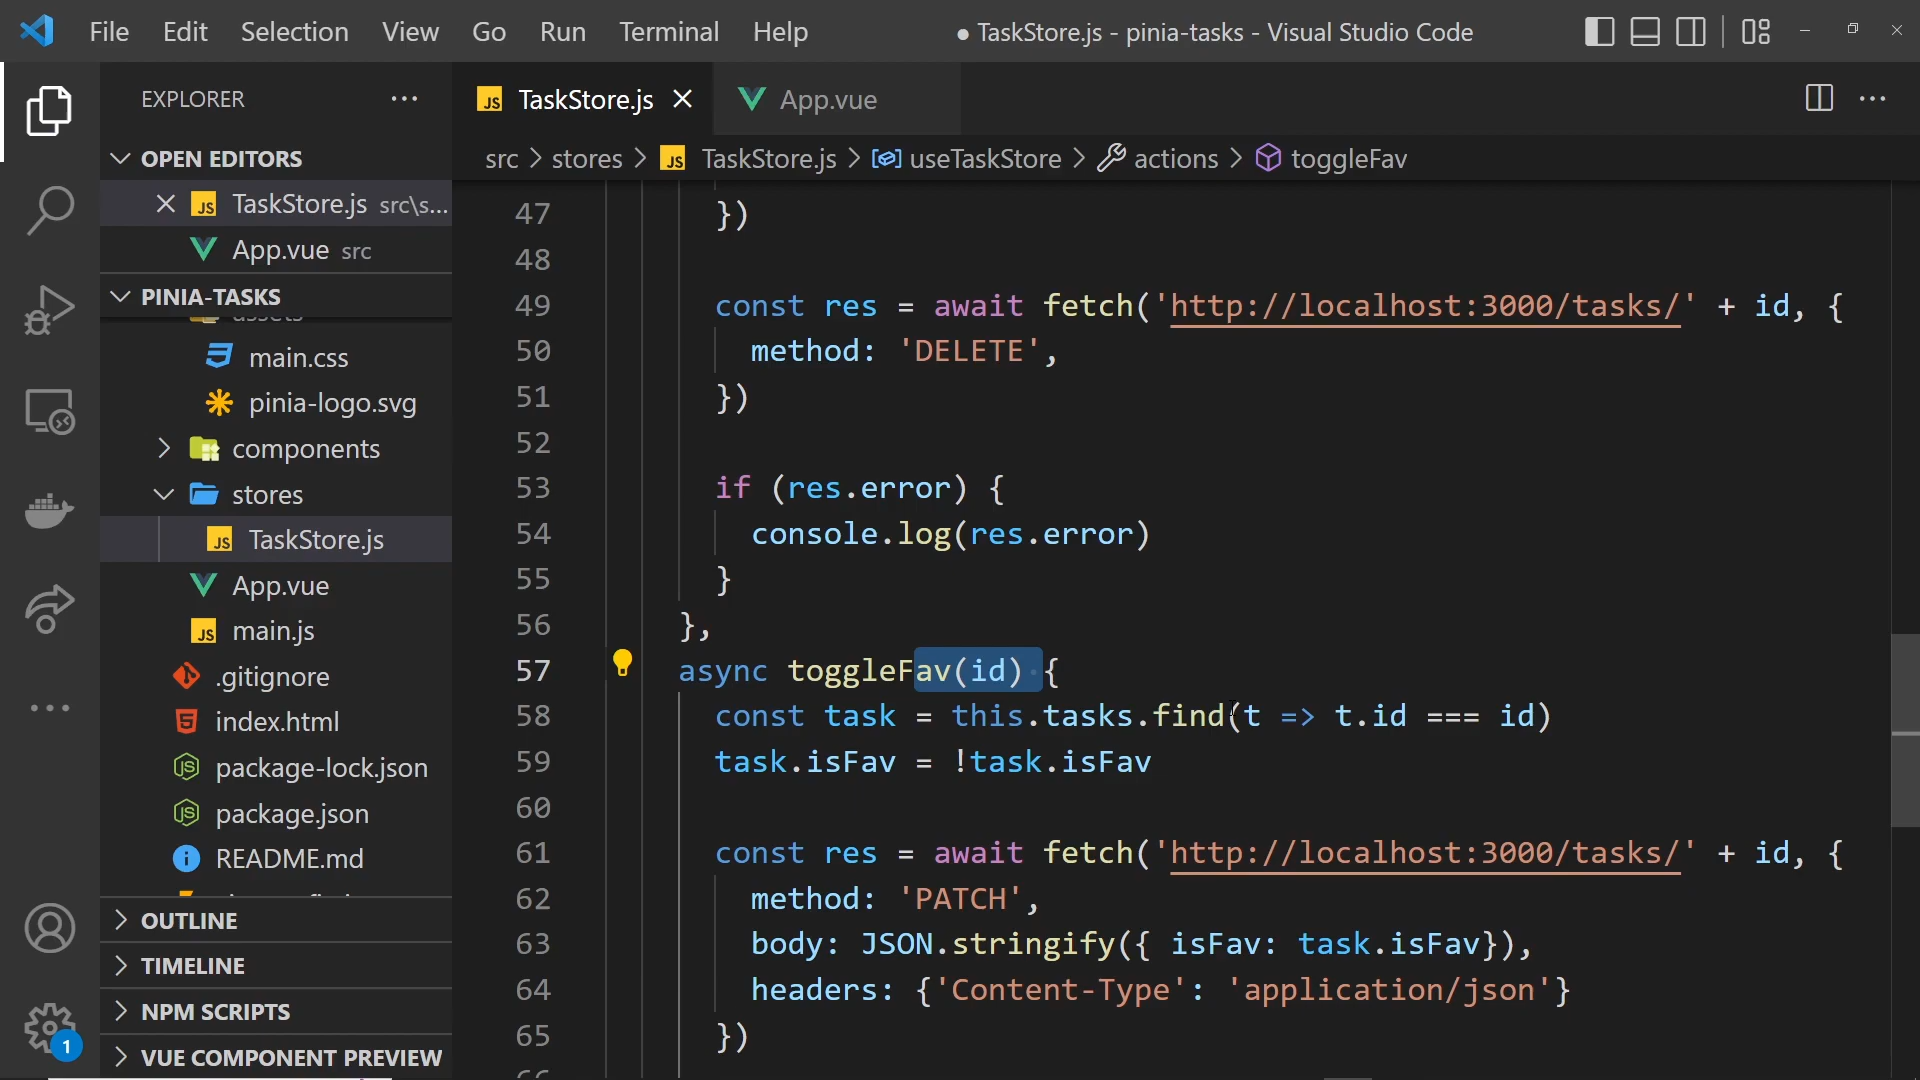 File Edit Selection View Go Run Terminal Help
● TaskStore.js - pinia-tasks - Visual Studio Code
EXPLORER
OPEN EDITORS
TaskStore.js src\s...
App.vue src
PINIA-TASKS
assets
main.css
pinia-logo.svg
components
stores
TaskStore.js
App.vue
main.js
.gitignore
index.html
package-lock.json
package.json
README.md
OUTLINE
TIMELINE
NPM SCRIPTS
VUE COMPONENT PREVIEW
1
TaskStore.js App.vue
src > stores > TaskStore.js > useTaskStore > actions > toggleFav
47 })
48
49 const res = await fetch('http://localhost:3000/tasks/' + id, {
50 method: 'DELETE',
51 })
52
53 if (res.error) {
54 console.log(res.error)
55 }
56 },
57 async toggleFav(id) {
58 const task = this.tasks.find(t => t.id === id)
59 task.isFav = !task.isFav
60
61 const res = await fetch('http://localhost:3000/tasks/' + id, {
62 method: 'PATCH',
63 body: JSON.stringify({ isFav: task.isFav}),
64 headers: {'Content-Type': 'application/json'}
65 })